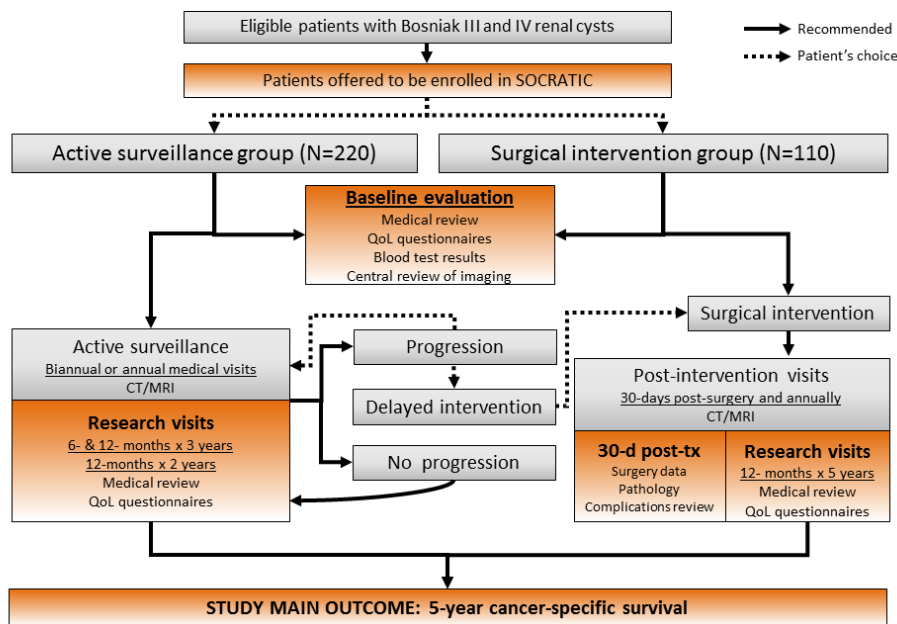 Eligible patients with Bosniak III and IV renal cysts
Recommended
Patient's choice
Patients offered to be enrolled in SOCRATIC
Active surveillance group (N=220)
Surgical intervention group (N=110)
Baseline evaluation
Medical review
QoL questionnaires
Blood test results
Central review of imaging
Surgical intervention
Active surveillance
Biannual or annual medical visits
CT/MRI
Progression
Delayed intervention
No progression
Research visits
6- & 12- months x 3 years
12-months x 2 years
Medical review
QoL questionnaires
Post-intervention visits
30-days post-surgery and annually
CT/MRI
30-d post-tx
Surgery data
Pathology
Complications review
Research visits
12- months x 5 years
Medical review
QoL questionnaires
STUDY MAIN OUTCOME: 5-year cancer-specific survival